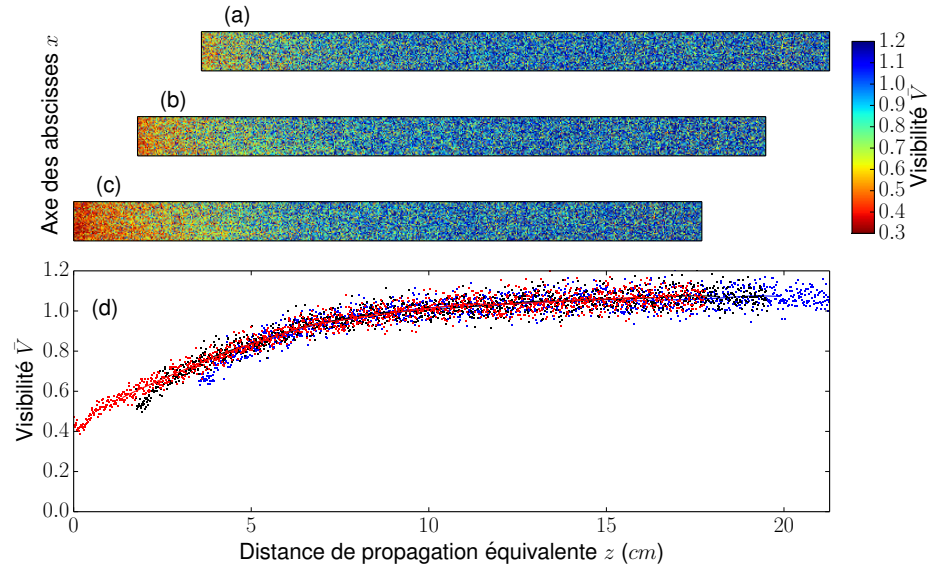 (a)
(b)
(c)
Axe des abscisses x
1.2
1.1
1.0
0.9
0.8
0.7
0.6
0.5
0.4
0.3
Visibilité V̄
(d)
1.2
1.0
0.8
0.6
0.4
0.2
0.0
Visibilité V̄
0 5 10 15 20
Distance de propagation équivalente z (cm)